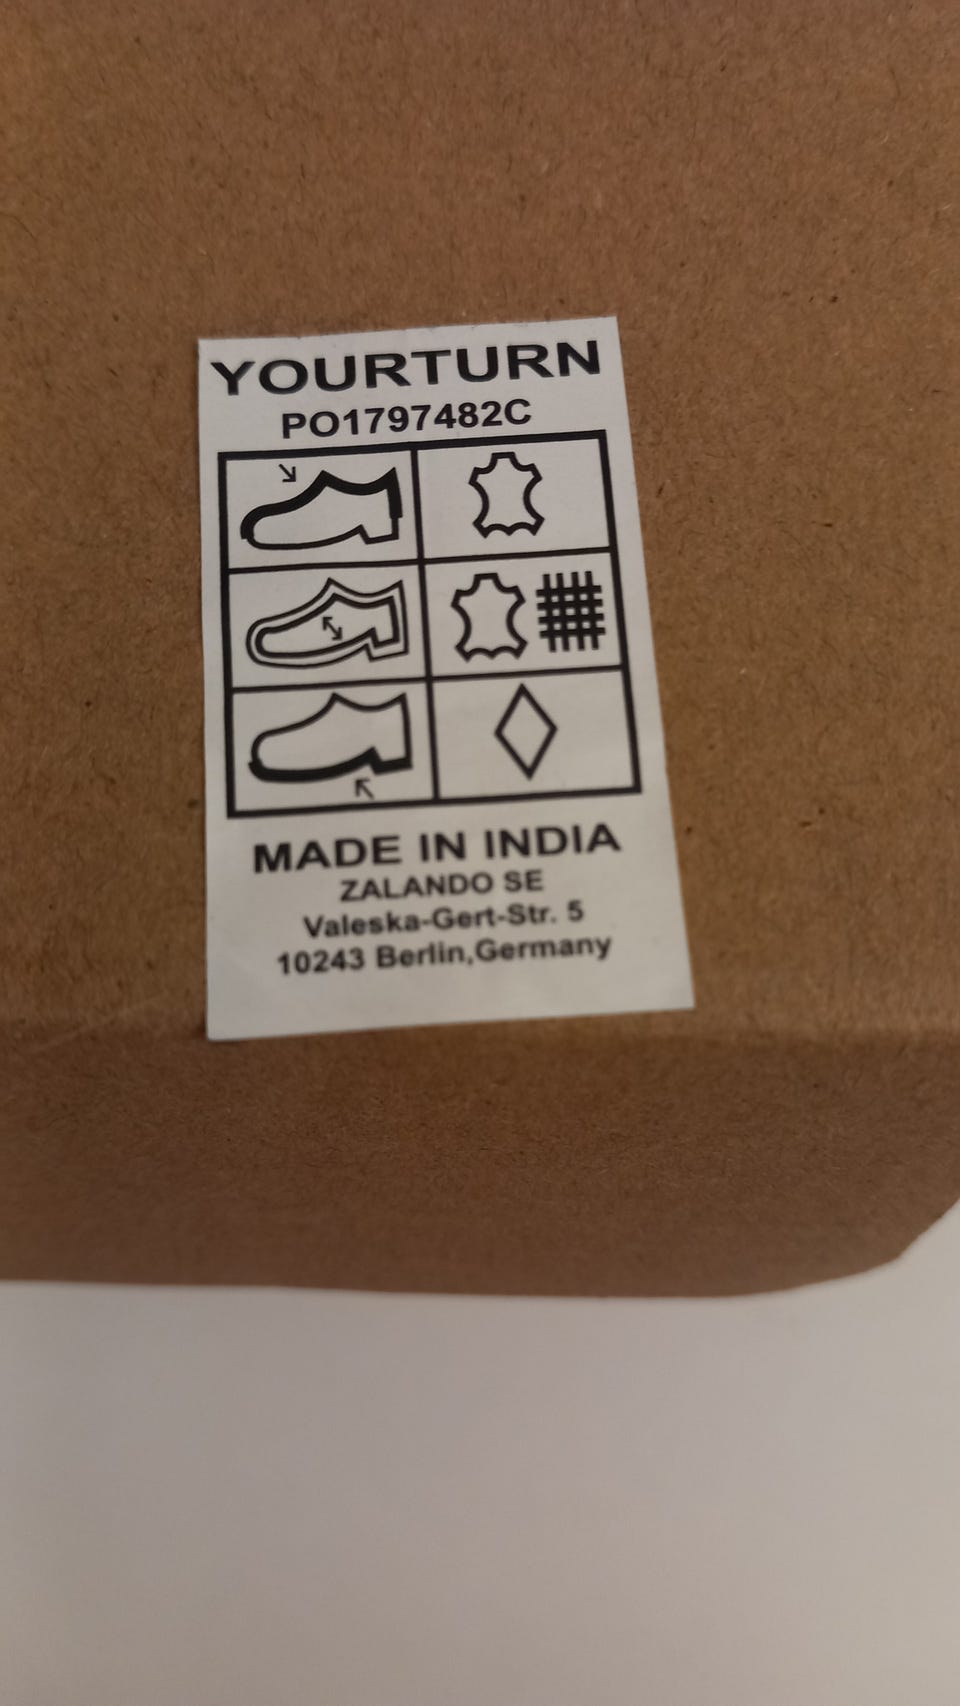 YOURTURN
PO1797482C
MADE IN INDIA
ZALANDO SE
Valeska-Gert-Str. 5
10243 Berlin,Germany